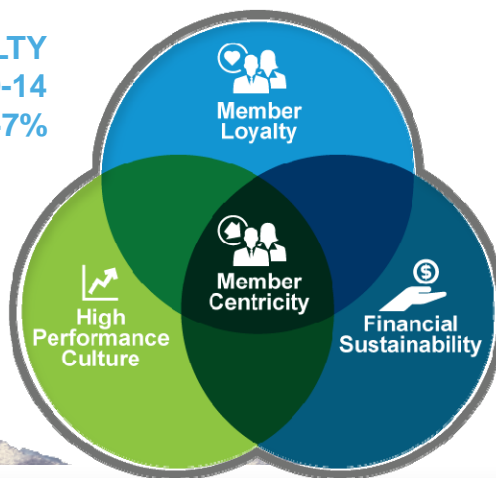 LTY
-14
7%
Member
Loyalty
Member
Centricity
High
Performance
Culture
Financial
Sustainability
$